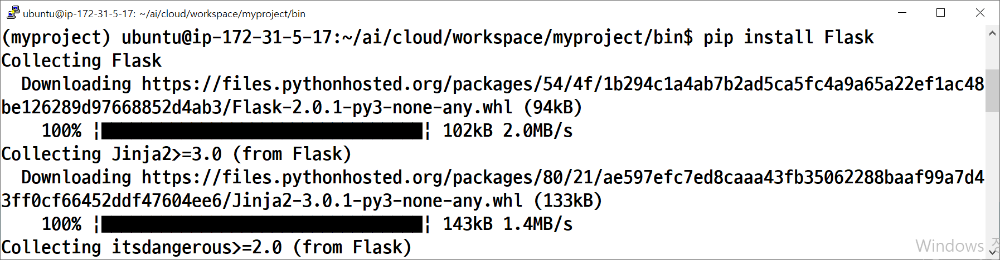 ubuntu@ip-172-31-5-17: ~/ai/cloud/workspace/myproject/bin
(myproject) ubuntu@ip-172-31-5-17:~/ai/cloud/workspace/myproject/bin$ pip install Flask
Collecting Flask
  Downloading https://files.pythonhosted.org/packages/54/4f/1b294c1a4ab7b2ad5ca5fc4a9a65a22ef1ac48
be126289d97668852d4ab3/Flask-2.0.1-py3-none-any.whl (94kB)
    100% |████████████████████████████████| 102kB 2.0MB/s
Collecting Jinja2>=3.0 (from Flask)
  Downloading https://files.pythonhosted.org/packages/80/21/ae597efc7ed8caaa43fb35062288baaf99a7d4
3ff0cf66452ddf47604ee6/Jinja2-3.0.1-py3-none-any.whl (133kB)
    100% |████████████████████████████████| 143kB 1.4MB/s
Collecting itsdangerous>=2.0 (from Flask)
Windows